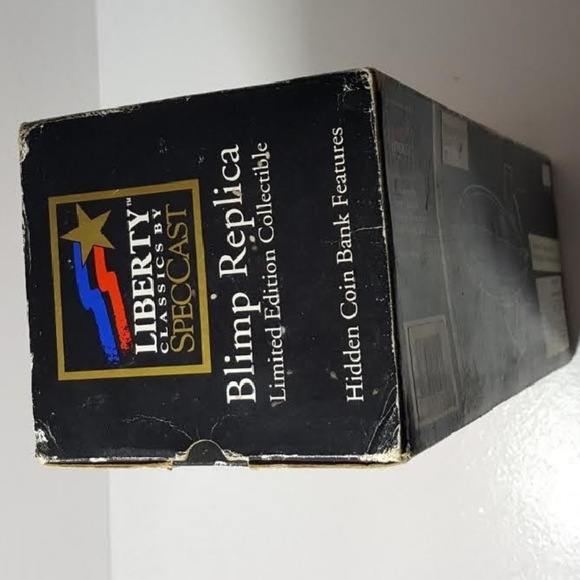 LIBERTY™
CLASSICS BY
SPECCAST
Blimp Replica
Limited Edition Collectible
Hidden Coin Bank Features